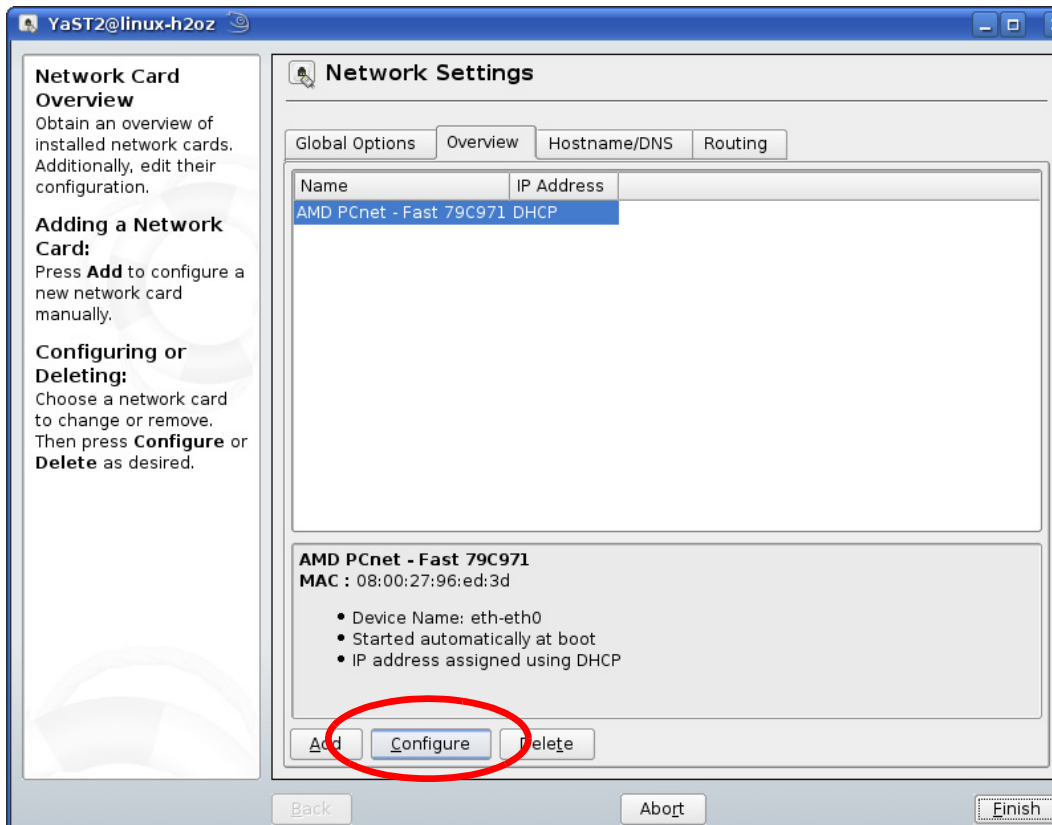 YaST2@linux-h2oz
Network Card
Overview
Obtain an overview of
installed network cards.
Additionally, edit their
configuration.
Adding a Network
Card:
Press Add to configure a
new network card
manually.
Configuring or
Deleting:
Choose a network card
to change or remove.
Then press Configure or
Delete as desired.
Network Settings
Global Options Overview Hostname/DNS Routing
Name IP Address
AMD PCnet - Fast 79C971 DHCP
AMD PCnet - Fast 79C971
MAC : 08:00:27:96:ed:3d
• Device Name: eth-eth0
• Started automatically at boot
• IP address assigned using DHCP
Add Configure Delete
Back Abort Finish